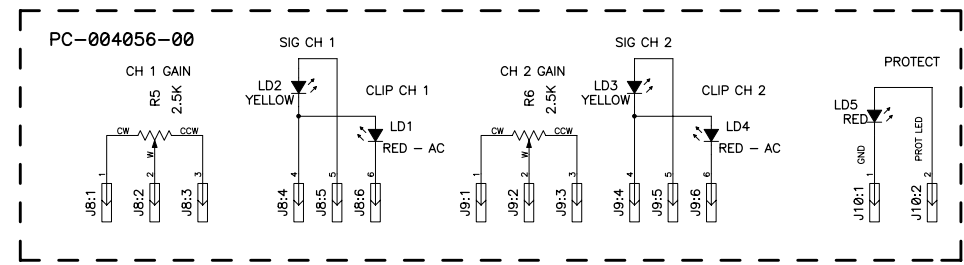 PC-004056-00
SIG CH 1
SIG CH 2
PROTECT
CH 1 GAIN
CH 2 GAIN
R5
2.5K
LD2
YELLOW
CLIP CH 1
R6
2.5K
LD3
YELLOW
CLIP CH 2
LD5
RED
CW
CCW
W
LD1
RED - AC
CW
CCW
W
LD4
RED - AC
GND
PROT LED
1
2
3
4
5
6
1
2
3
4
5
6
1
2
J8:1
J8:2
J8:3
J8:4
J8:5
J8:6
J9:1
J9:2
J9:3
J9:4
J9:5
J9:6
J10:1
J10:2